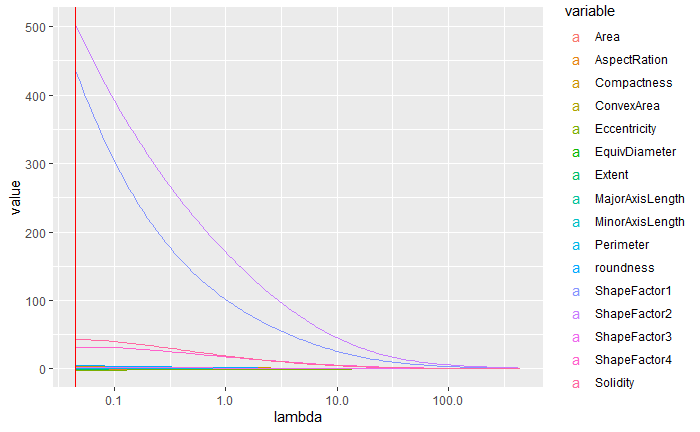 variable
a Area
a AspectRation
a Compactness
a ConvexArea
a Eccentricity
a EquivDiameter
a Extent
a MajorAxisLength
a MinorAxisLength
a Perimeter
a roundness
a ShapeFactor1
a ShapeFactor2
a ShapeFactor3
a ShapeFactor4
a Solidity
value
500
400
300
200
100
0
0.1 1.0 10.0 100.0
lambda